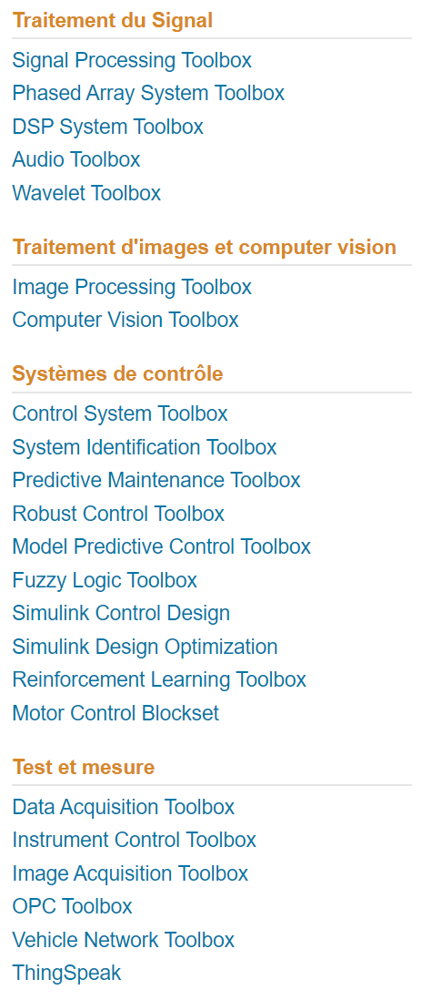 Traitement du Signal
Signal Processing Toolbox
Phased Array System Toolbox
DSP System Toolbox
Audio Toolbox
Wavelet Toolbox
Traitement d'images et computer vision
Image Processing Toolbox
Computer Vision Toolbox
Systèmes de contrôle
Control System Toolbox
System Identification Toolbox
Predictive Maintenance Toolbox
Robust Control Toolbox
Model Predictive Control Toolbox
Fuzzy Logic Toolbox
Simulink Control Design
Simulink Design Optimization
Reinforcement Learning Toolbox
Motor Control Blockset
Test et mesure
Data Acquisition Toolbox
Instrument Control Toolbox
Image Acquisition Toolbox
OPC Toolbox
Vehicle Network Toolbox
ThingSpeak